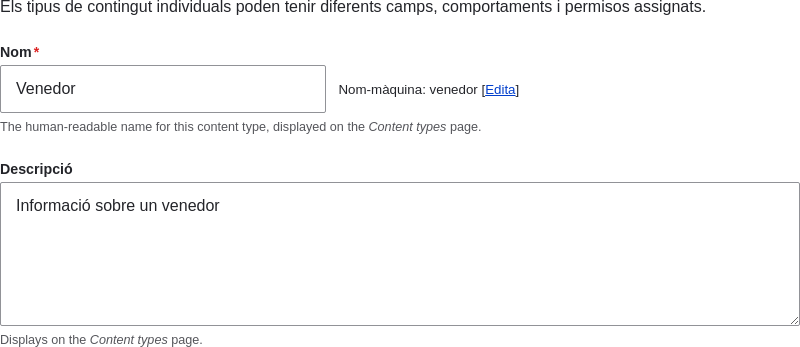 Els tipus de contingut individuals poden tenir diferents camps, comportaments i permisos assignats.
Nom*
Venedor
Nom-màquina: venedor [Edita]
The human-readable name for this content type, displayed on the Content types page.
Descripció
Informació sobre un venedor
Displays on the Content types page.